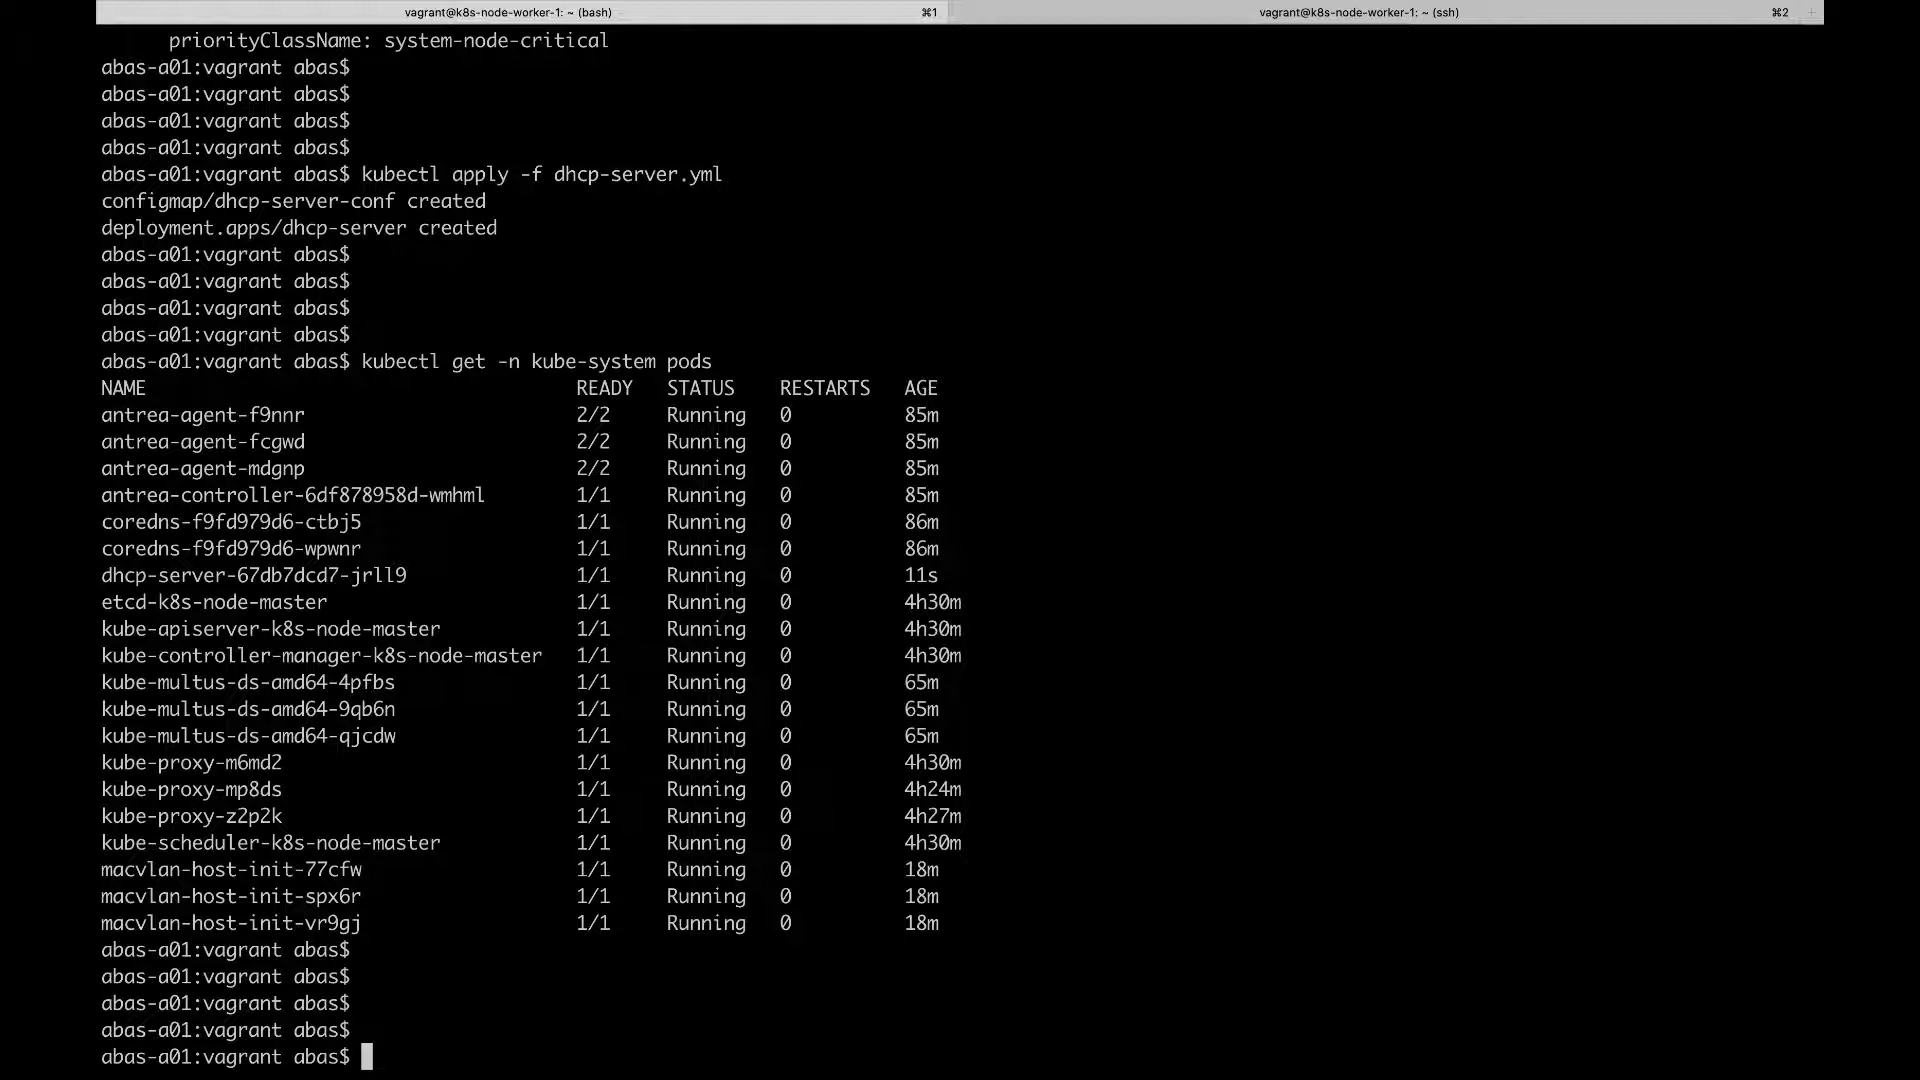 vagrant@k8s-node-worker-1: ~ (bash) ⌘1 vagrant@k8s-node-worker-1: ~ (ssh) ⌘2 +
priorityClassName: system-node-critical
abas-a01:vagrant abas$
abas-a01:vagrant abas$
abas-a01:vagrant abas$
abas-a01:vagrant abas$
abas-a01:vagrant abas$ kubectl apply -f dhcp-server.yml
configmap/dhcp-server-conf created
deployment.apps/dhcp-server created
abas-a01:vagrant abas$
abas-a01:vagrant abas$
abas-a01:vagrant abas$
abas-a01:vagrant abas$
abas-a01:vagrant abas$ kubectl get -n kube-system pods
NAME READY STATUS RESTARTS AGE
antrea-agent-f9nnr 2/2 Running 0 85m
antrea-agent-fcgwd 2/2 Running 0 85m
antrea-agent-mdgnp 2/2 Running 0 85m
antrea-controller-6df878958d-wmhml 1/1 Running 0 85m
coredns-f9fd979d6-ctbj5 1/1 Running 0 86m
coredns-f9fd979d6-wpwnr 1/1 Running 0 86m
dhcp-server-67db7dcd7-jrll9 1/1 Running 0 11s
etcd-k8s-node-master 1/1 Running 0 4h30m
kube-apiserver-k8s-node-master 1/1 Running 0 4h30m
kube-controller-manager-k8s-node-master 1/1 Running 0 4h30m
kube-multus-ds-amd64-4pfbs 1/1 Running 0 65m
kube-multus-ds-amd64-9qb6n 1/1 Running 0 65m
kube-multus-ds-amd64-qjcdw 1/1 Running 0 65m
kube-proxy-m6md2 1/1 Running 0 4h30m
kube-proxy-mp8ds 1/1 Running 0 4h24m
kube-proxy-z2p2k 1/1 Running 0 4h27m
kube-scheduler-k8s-node-master 1/1 Running 0 4h30m
macvlan-host-init-77cfw 1/1 Running 0 18m
macvlan-host-init-spx6r 1/1 Running 0 18m
macvlan-host-init-vr9gj 1/1 Running 0 18m
abas-a01:vagrant abas$
abas-a01:vagrant abas$
abas-a01:vagrant abas$
abas-a01:vagrant abas$
abas-a01:vagrant abas$